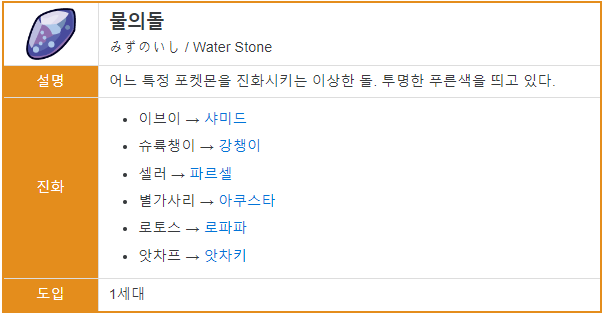 물의돌
みずのいし / Water Stone
설명
어느 특정 포켓몬을 진화시키는 이상한 돌. 투명한 푸른색을 띄고 있다.
진화
이브이 → 샤미드
슈륙챙이 → 강챙이
셀러 → 파르셀
별가사리 → 아쿠스타
로토스 → 로파파
앗차프 → 앗차키
도입
1세대